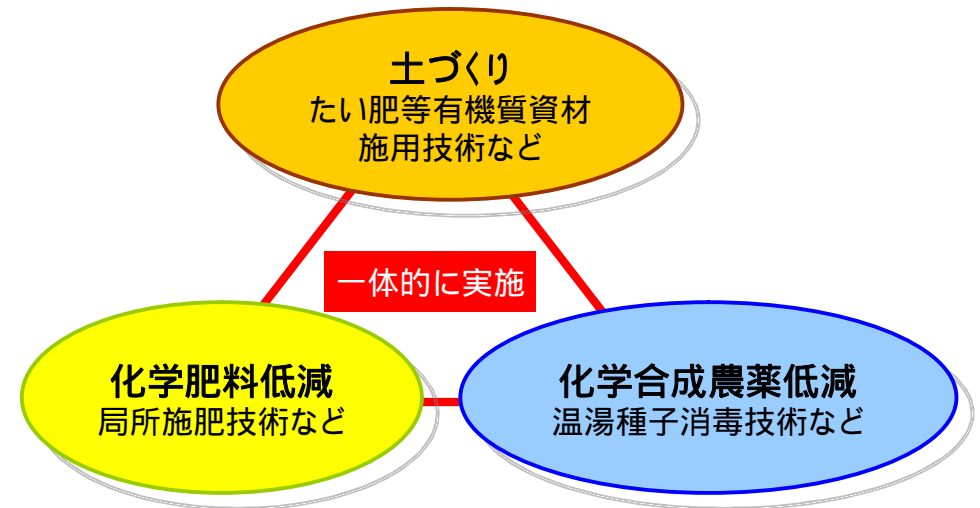 土づくり
たい肥等有機質資材
施用技術など
一体的に実施
化学肥料低減
局所施肥技術など
化学合成農薬低減
温湯種子消毒技術など